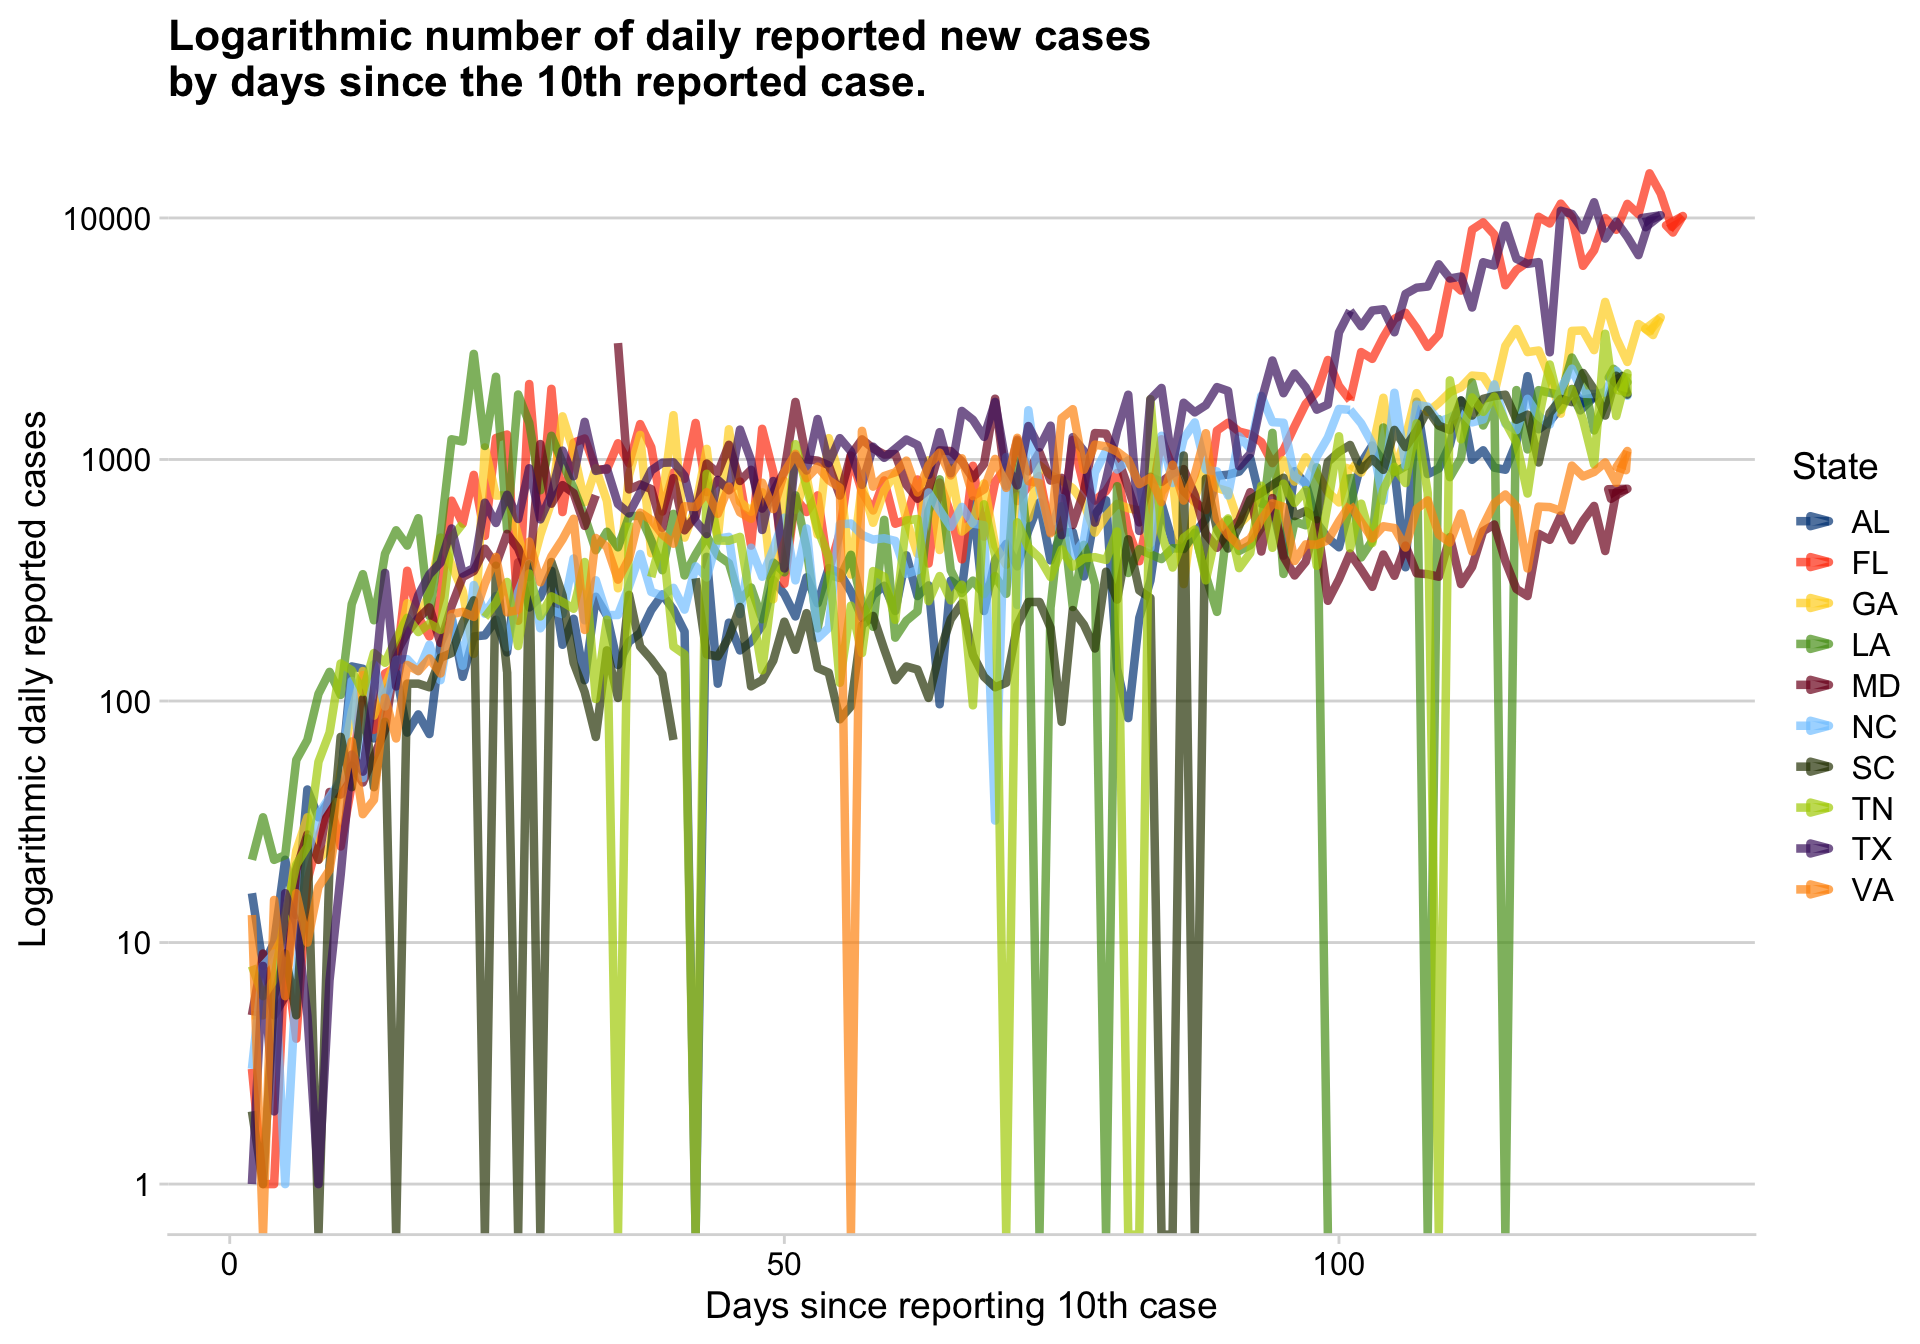 Logarithmic number of daily reported new cases
by days since the 10th reported case.
Logarithmic daily reported cases
10000
1000
100
10
1
0
50
100
Days since reporting 10th case
State
AL
FL
GA
LA
MD
NC
SC
TN
TX
VA